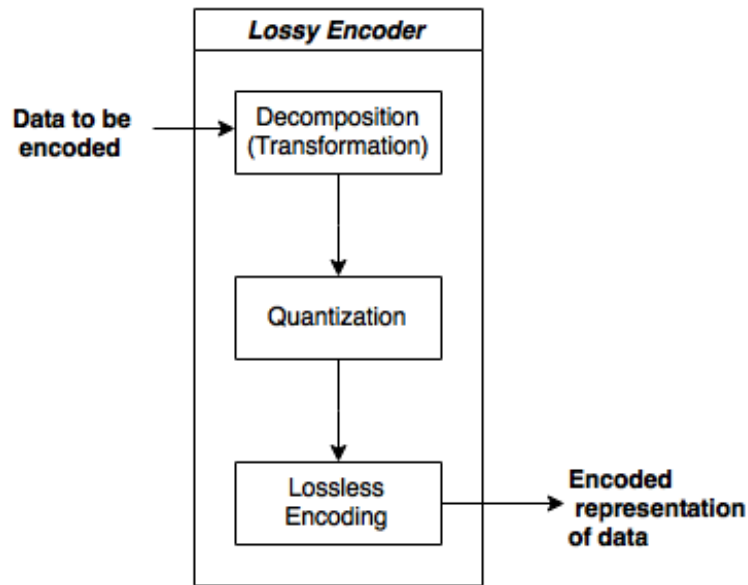 Lossy Encoder
Data to be
encoded
Decomposition
(Transformation)
Quantization
Lossless
Encoding
Encoded
representation
of data